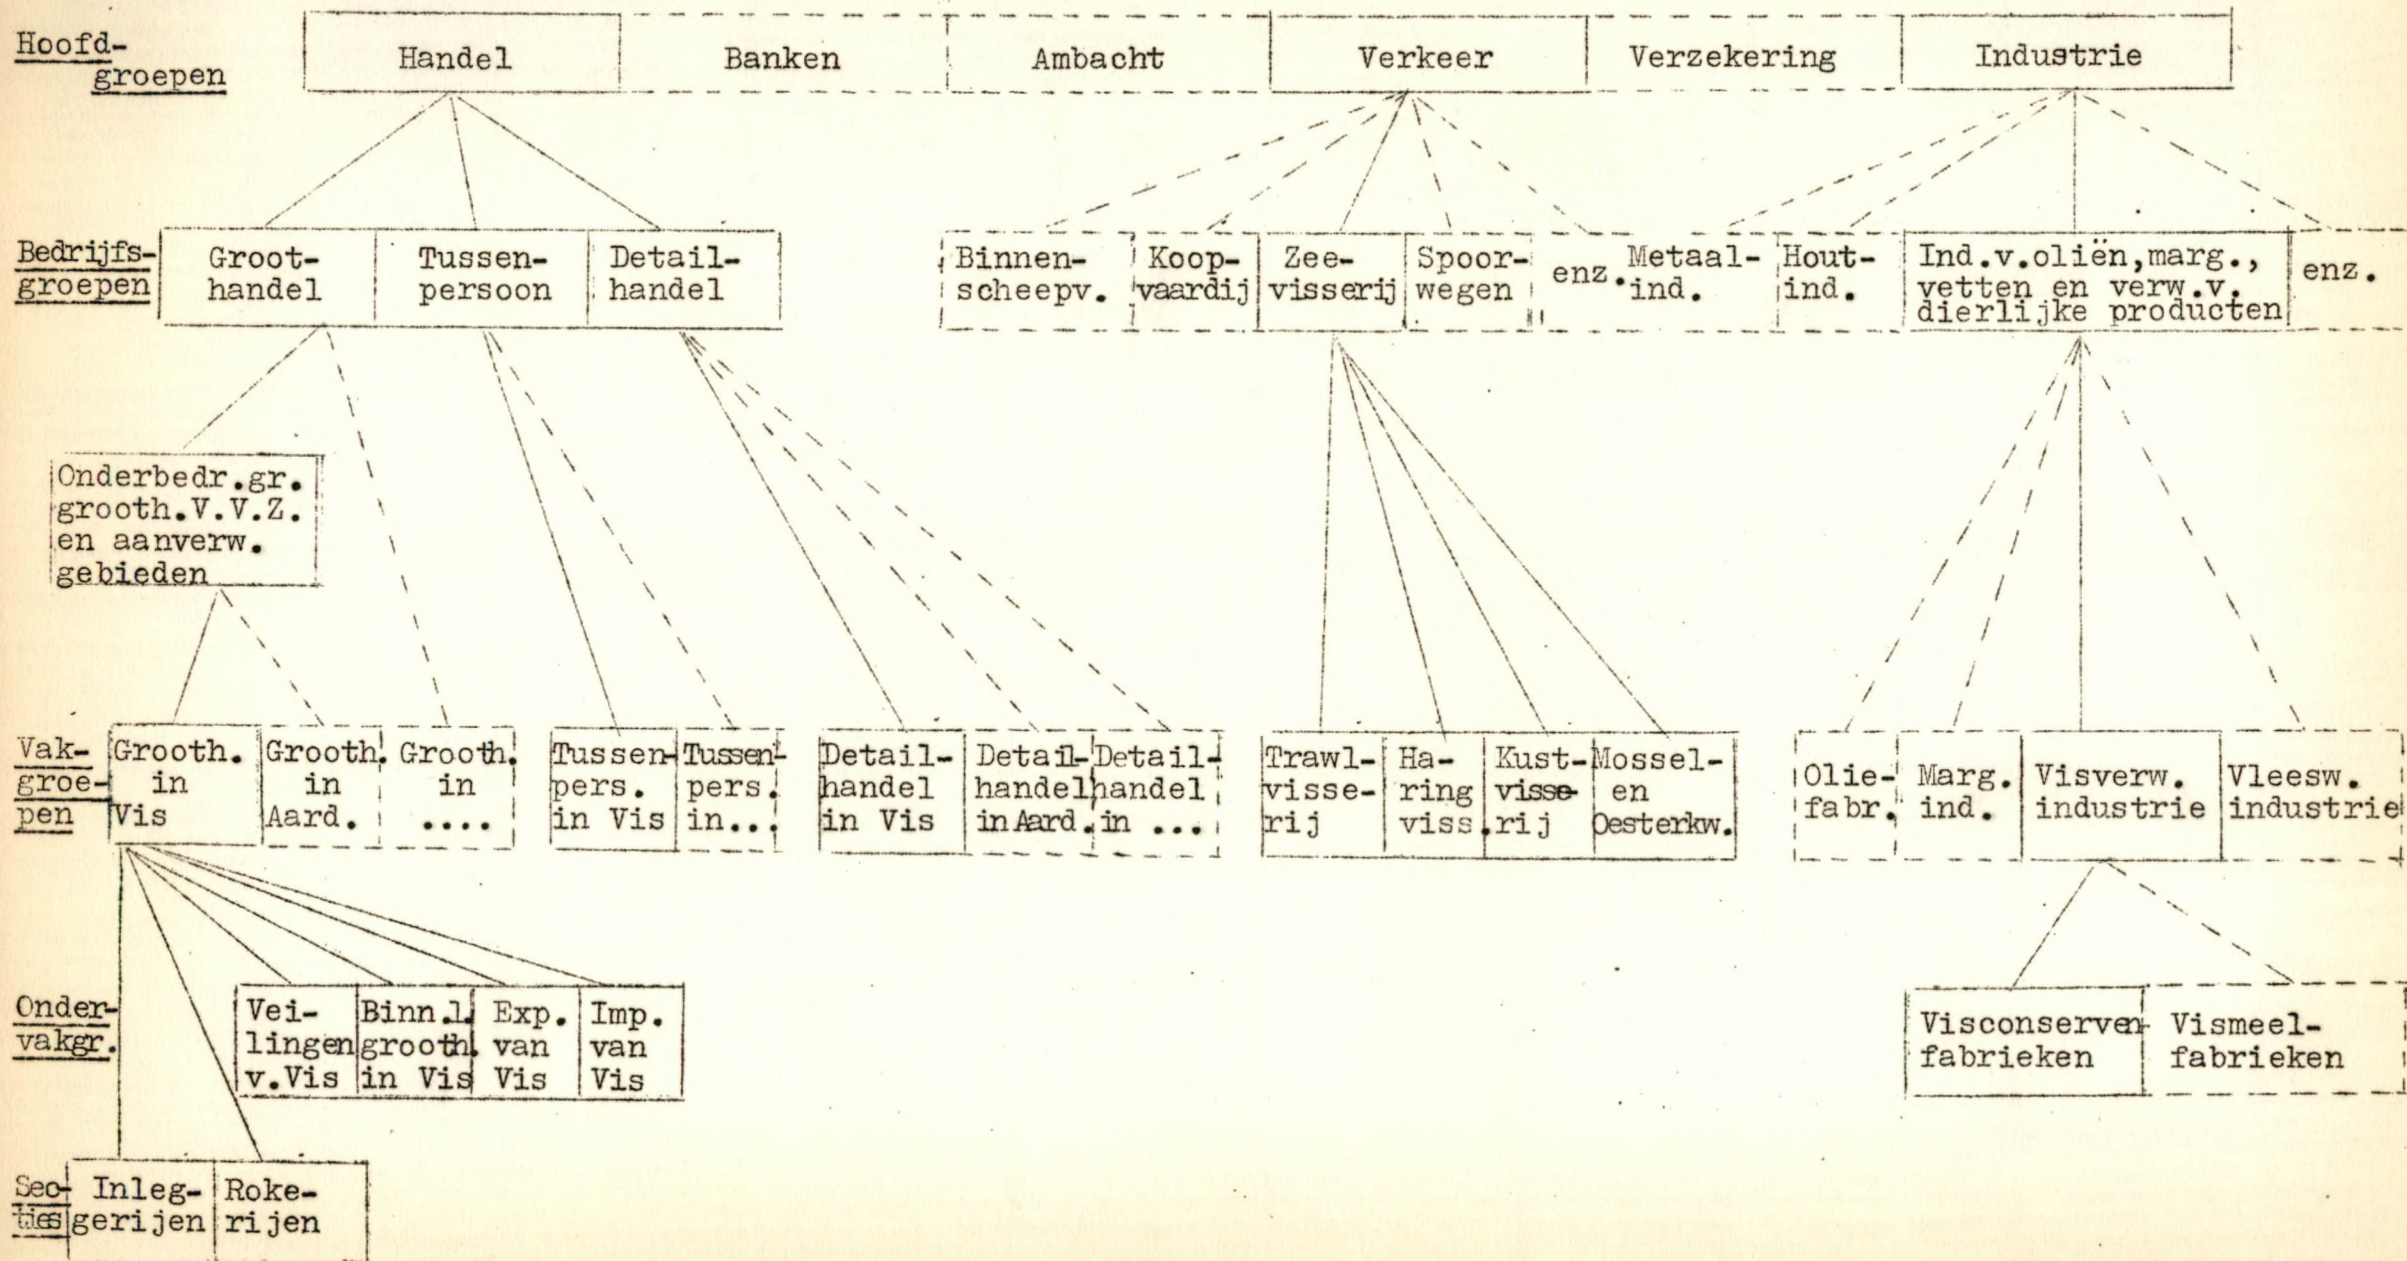 Hoofd-
groepen
Handel
Banken
Ambacht
Verkeer
Verzekering
Industrie
Bedrijfs-
groepen
Groot-
handel
Tussen-
persoon
Detail-
handel
Binnen-
scheepv.
Koop-
vaardij
Zee-
visserij
Spoor-
wegen
enz.
Metaal-
ind.
Hout-
ind.
Ind.v.oliën,marg.,
vetten en verw.v.
dierlijke producten
enz.
Onderbedr.gr.
grooth.V.V.Z.
en aanverw.
gebieden
Vak-
groe-
pen
Grooth.
in
Vis
Grooth.
in
Aard.
Grooth.
in
....
Tussen-
pers.
in Vis
Tussen-
pers.
in...
Detail-
handel
in Vis
Detail-
handel
in Aard.
Detail-
handel
in ...
Trawl-
visse-
rij
Ha-
ring
viss.
Kust-
visse-
rij
Mossel-
en
Oesterkw.
Olie-
fabr.
Marg.
ind.
Visverw.
industrie
Vleesw.
industrie
Onder-
vakgr.
Vei-
lingen
v.Vis
Binn.l.
grooth.
in Vis
Exp.
van
Vis
Imp.
van
Vis
Visconserven-
fabrieken
Vismeel-
fabrieken
Sec-
ties
Inleg-
gerijen
Roke-
rijen